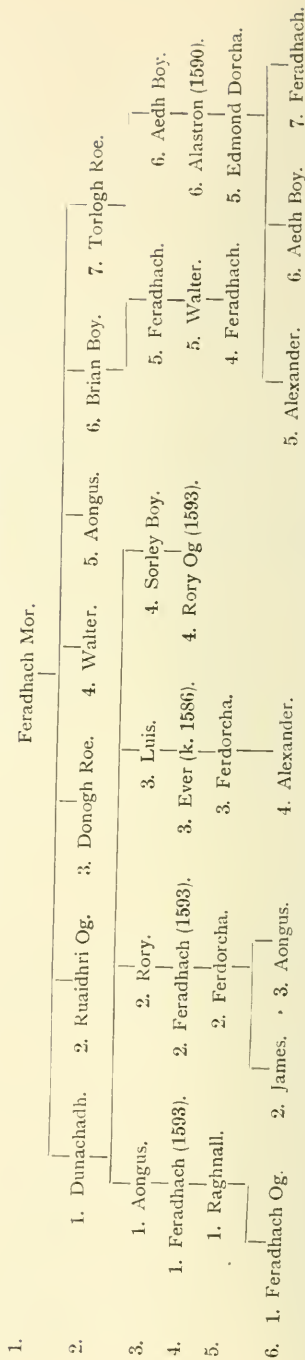 1. Feradhach Mor.
2. 1. Dunachadh. 2. Ruaidhri Og. 3. Donogh Roe. 4. Walter. 5. Aongus. 6. Brian Boy. 7. Torlogh Roe.
3. 1. Aongus. 2. Rory. 3. Luis. 4. Sorley Boy. 5. Feradhach. 6. Aedh Boy.
4. 1. Feradhach (1593). 2. Feradhach (1593). 3. Ever (k. 1586). 4. Rory Og (1593). 5. Walter. 6. Alastron (1590).
5. 1. Raghnall. 2. Ferdorcha. 3. Ferdorcha. 4. Feradhach. 5. Edmond Dorcha.
6. 1. Feradhach Og. 2. James. 3. Aongus. 4. Alexander. 5. Alexander. 6. Aedh Boy. 7. Feradhach.